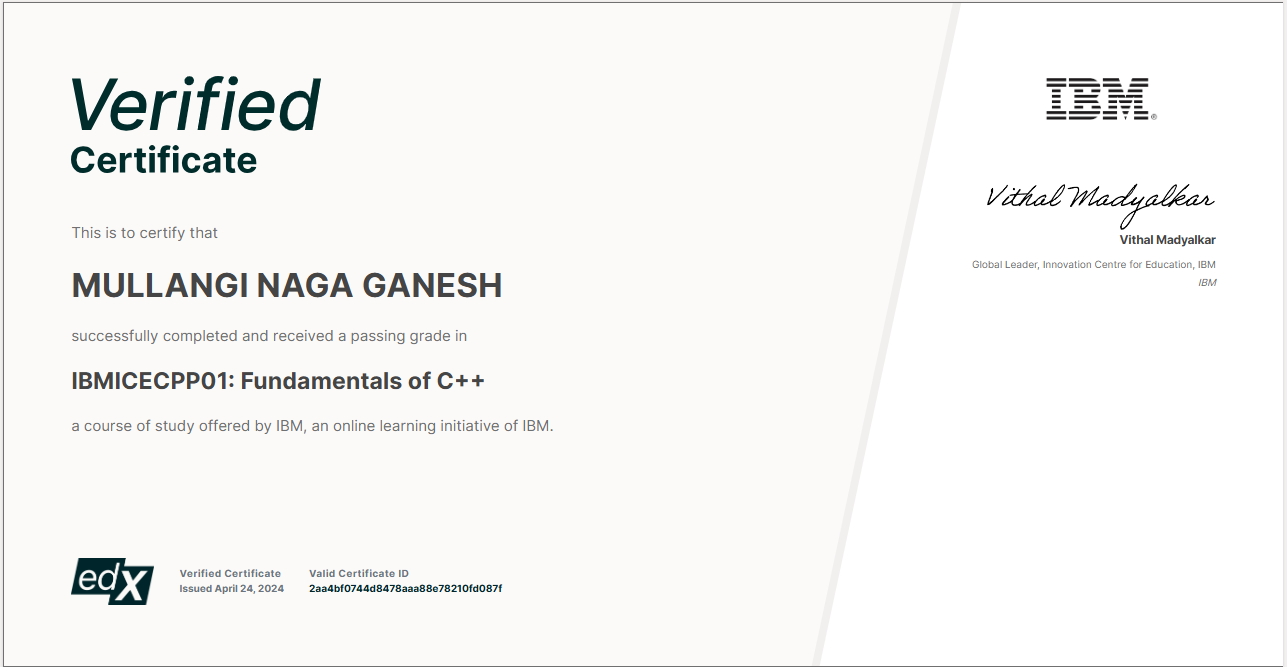 Verified
Certificate
This is to certify that
MULLANGI NAGA GANESH
successfully completed and received a passing grade in
IBMICECPP01: Fundamentals of C++
a course of study offered by IBM, an online learning initiative of IBM.
edX
Verified Certificate
Issued April 24, 2024
Valid Certificate ID
2aa4bf0744d8478aaa88e78210fd087f
IBM®
Vithal Madyalkar
Vithal Madyalkar
Global Leader, Innovation Centre for Education, IBM
IBM